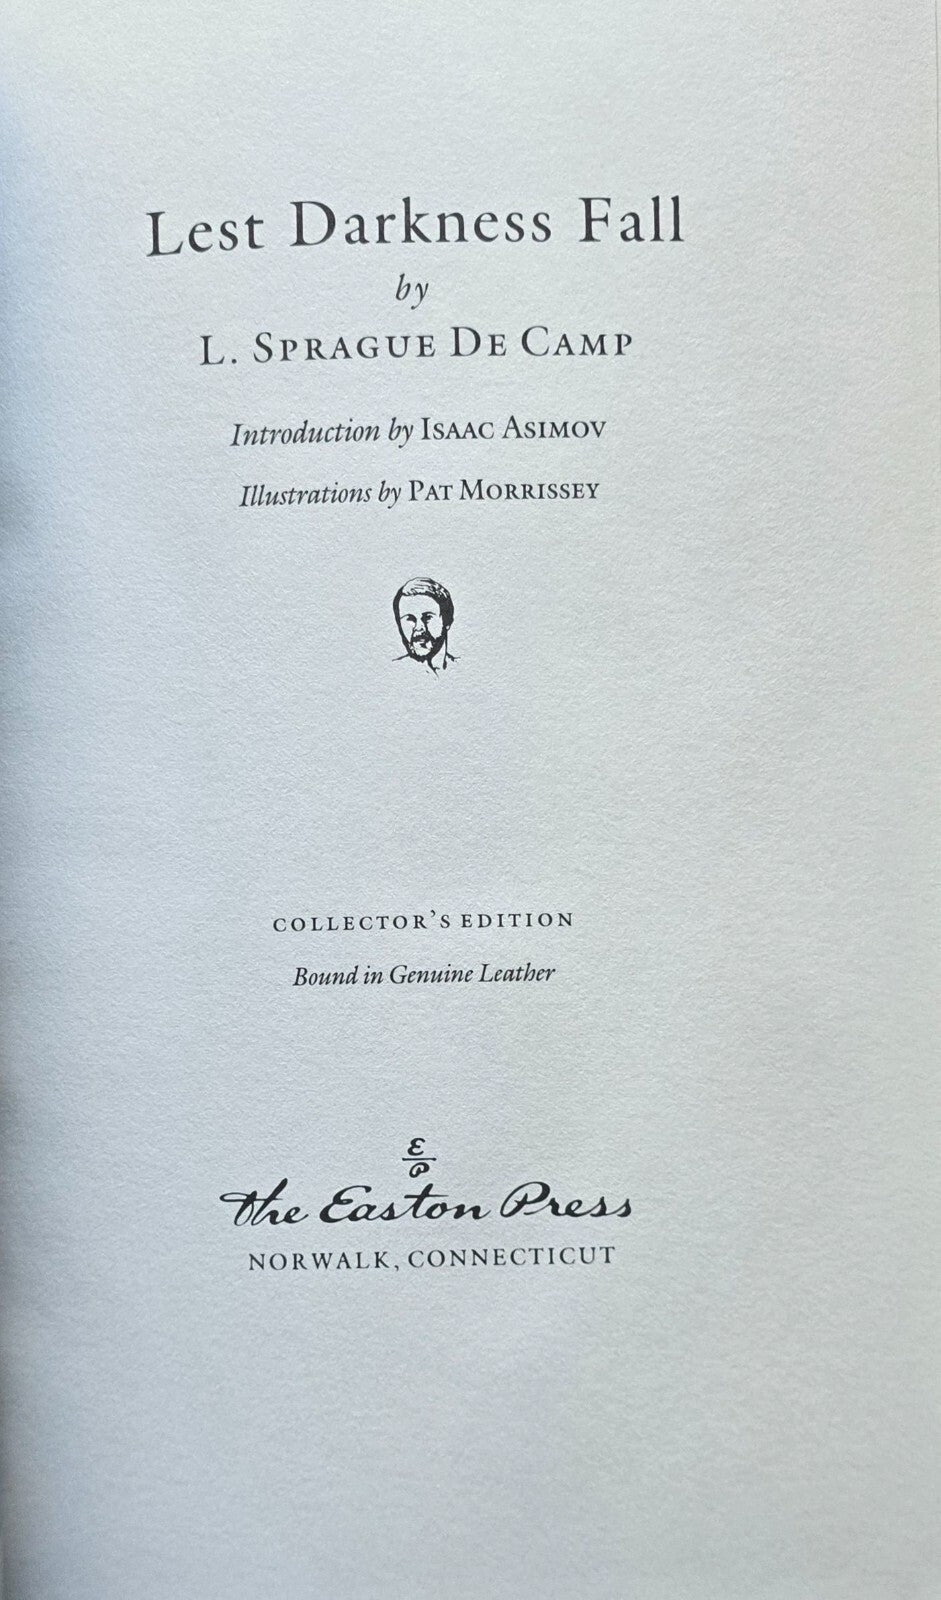 Lest Darkness Fall
by
L. Sprague De Camp
Introduction by Isaac Asimov
Illustrations by Pat Morrissey
COLLECTOR'S EDITION
Bound in Genuine Leather
E
P
The Easton Press
NORWALK, CONNECTICUT